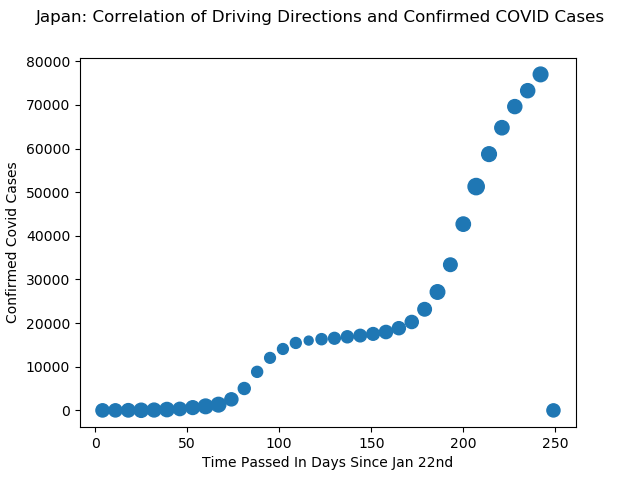 Japan: Correlation of Driving Directions and Confirmed COVID Cases
80000
70000
60000
50000
40000
30000
20000
10000
0
Confirmed Covid Cases
0 50 100 150 200 250
Time Passed In Days Since Jan 22nd